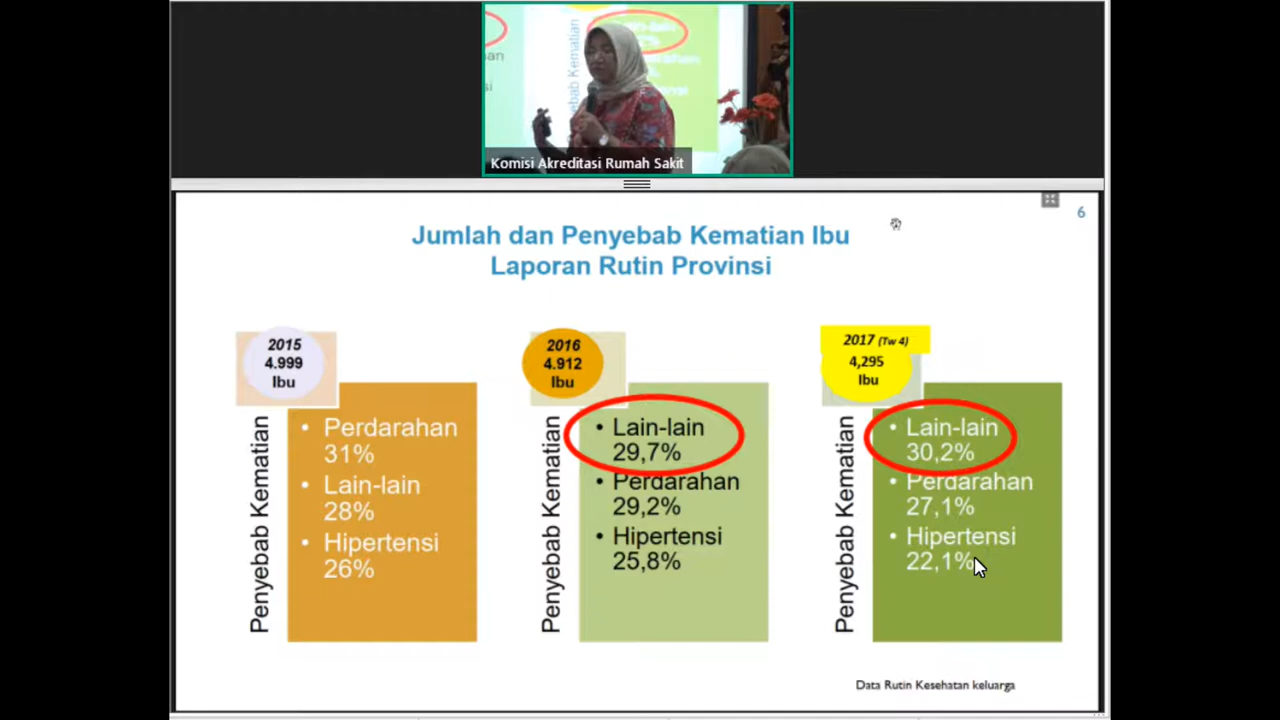 Penyebab Kematian
Komisi Akreditasi Rumah Sakit
6
Jumlah dan Penyebab Kematian Ibu
Laporan Rutin Provinsi
2015
4.999
Ibu
Penyebab Kematian
• Perdarahan
31%
• Lain-lain
28%
• Hipertensi
26%
2016
4.912
Ibu
Penyebab Kematian
• Lain-lain
29,7%
• Perdarahan
29,2%
• Hipertensi
25,8%
2017 (Tw 4)
4,295
Ibu
Penyebab Kematian
• Lain-lain
30,2%
• Perdarahan
27,1%
• Hipertensi
22,1%
Data Rutin Kesehatan keluarga